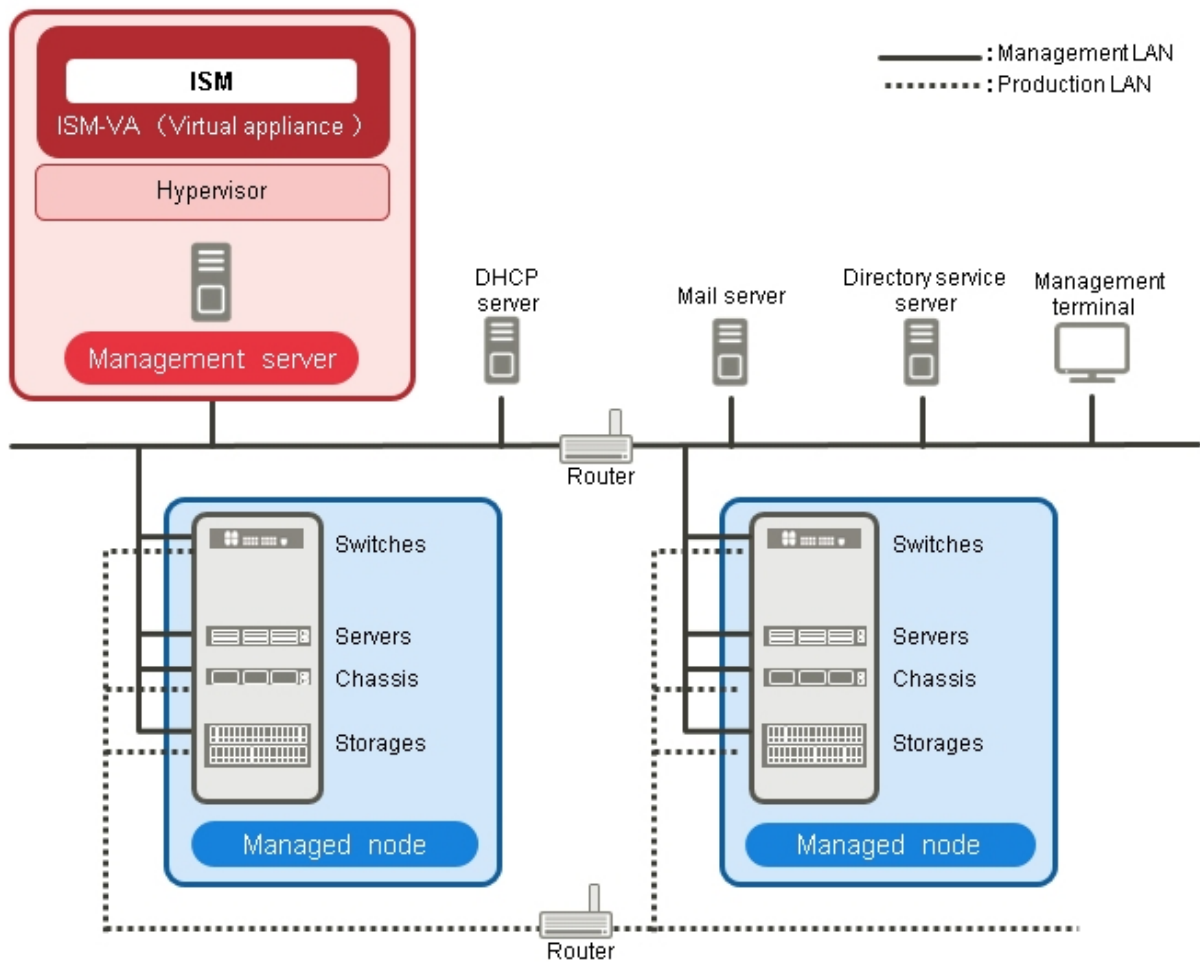 ISM
ISM-VA （Virtual appliance ）
Hypervisor
Management server
: Management LAN
: Production LAN
DHCP
server
Mail server
Directory service
server
Management
terminal
Router
Switches
Servers
Chassis
Storages
Managed node
Switches
Servers
Chassis
Storages
Managed node
Router